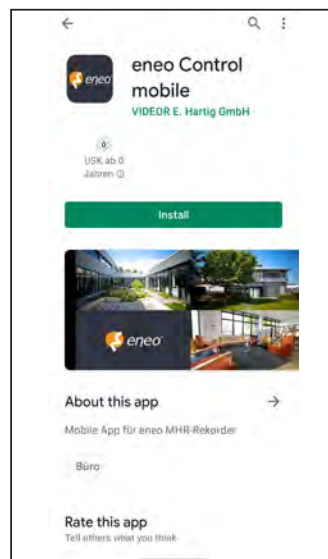 eneo
eneo Control
mobile
VIDEOR E. Hartig GmbH
0
USK ab 0
Jahren
Install
eneo
About this app
Mobile App für eneo MHR-Rekorder
Büro
Rate this app
Tell others what you think